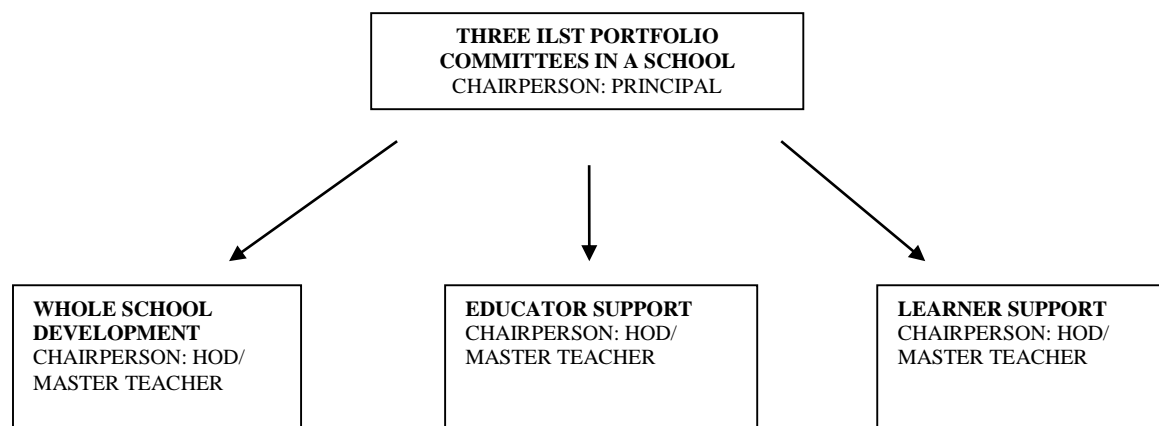 THREE ILST PORTFOLIO
COMMITTEES IN A SCHOOL
CHAIRPERSON: PRINCIPAL
WHOLE SCHOOL
DEVELOPMENT
CHAIRPERSON: HOD/
MASTER TEACHER
EDUCATOR SUPPORT
CHAIRPERSON: HOD/
MASTER TEACHER
LEARNER SUPPORT
CHAIRPERSON: HOD/
MASTER TEACHER